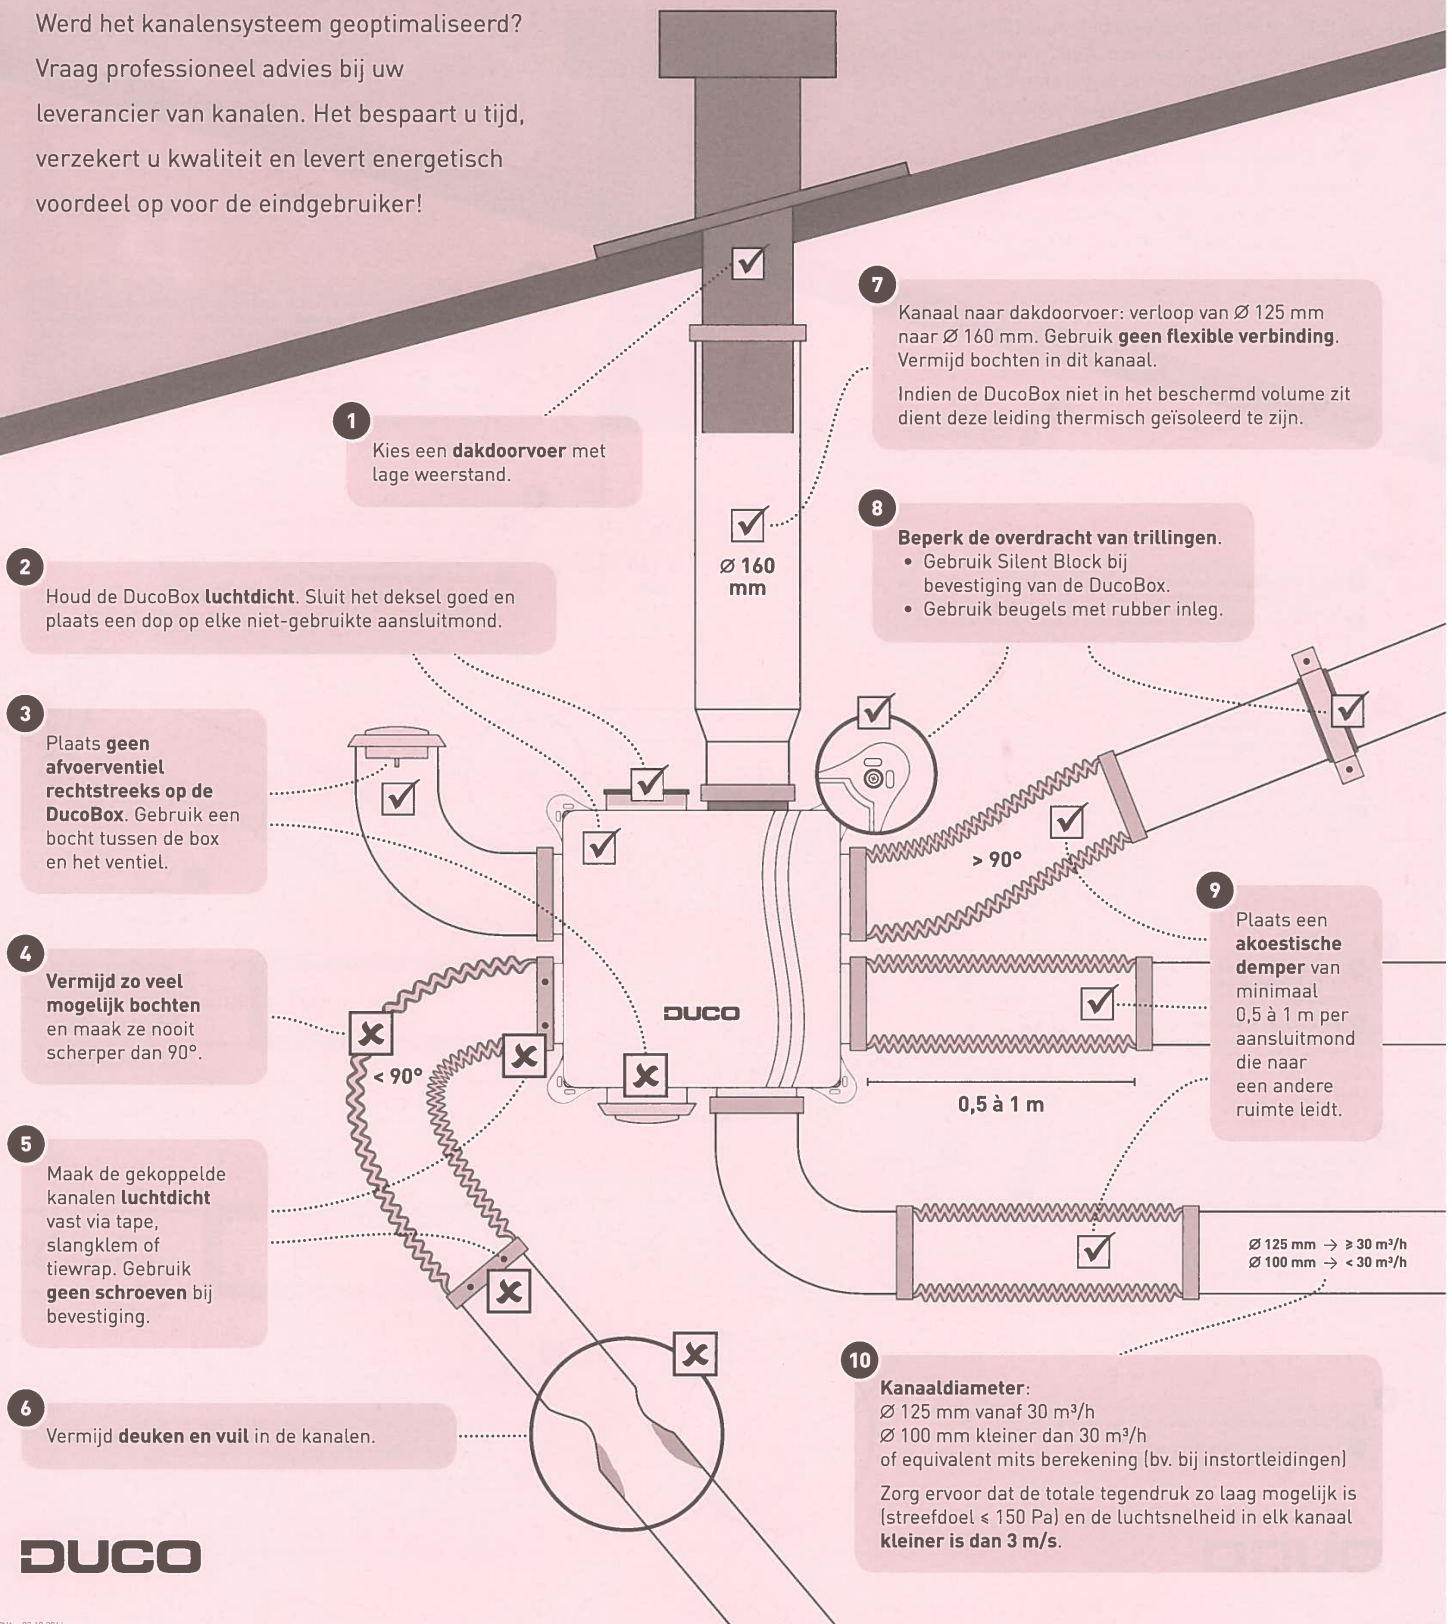 Werd het kanalensysteem geoptimaliseerd?
Vraag professioneel advies bij uw
leverancier van kanalen. Het bespaart u tijd,
verzekert u kwaliteit en levert energetisch
voordeel op voor de eindgebruiker!
1
Kies een dakdoorvoer met
lage weerstand.
7
Kanaal naar dakdoorvoer: verloop van Ø 125 mm
naar Ø 160 mm. Gebruik geen flexible verbinding.
Vermijd bochten in dit kanaal.
Indien de DucoBox niet in het beschermd volume zit
dient deze leiding thermisch geïsoleerd te zijn.
Ø 160
mm
8
Beperk de overdracht van trillingen.
• Gebruik Silent Block bij
bevestiging van de DucoBox.
• Gebruik beugels met rubber inleg.
2
Houd de DucoBox luchtdicht. Sluit het deksel goed en
plaats een dop op elke niet-gebruikte aansluitmond.
3
Plaats geen
afvoerventiel
rechtstreeks op de
DucoBox. Gebruik een
bocht tussen de box
en het ventiel.
> 90°
9
Plaats een
akoestische
demper van
minimaal
0,5 à 1 m per
aansluitmond
die naar
een andere
ruimte leidt.
4
Vermijd zo veel
mogelijk bochten
en maak ze nooit
scherper dan 90°.
< 90°
DUCO
0,5 à 1 m
5
Maak de gekoppelde
kanalen luchtdicht
vast via tape,
slangklem of
tiewrap. Gebruik
geen schroeven bij
bevestiging.
Ø 125 mm → ≥ 30 m³/h
Ø 100 mm → < 30 m³/h
6
Vermijd deuken en vuil in de kanalen.
10
Kanaaldiameter:
Ø 125 mm vanaf 30 m³/h
Ø 100 mm kleiner dan 30 m³/h
of equivalent mits berekening (bv. bij instortleidingen)
Zorg ervoor dat de totale tegendruk zo laag mogelijk is
(streefdoel ≤ 150 Pa) en de luchtsnelheid in elk kanaal
kleiner is dan 3 m/s.
DUCO